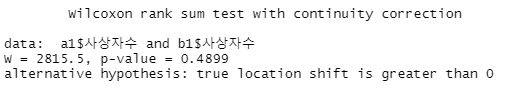 Wilcoxon rank sum test with continuity correction
data: a1$사상자수 and b1$사상자수
W = 2815.5, p-value = 0.4899
alternative hypothesis: true location shift is greater than 0